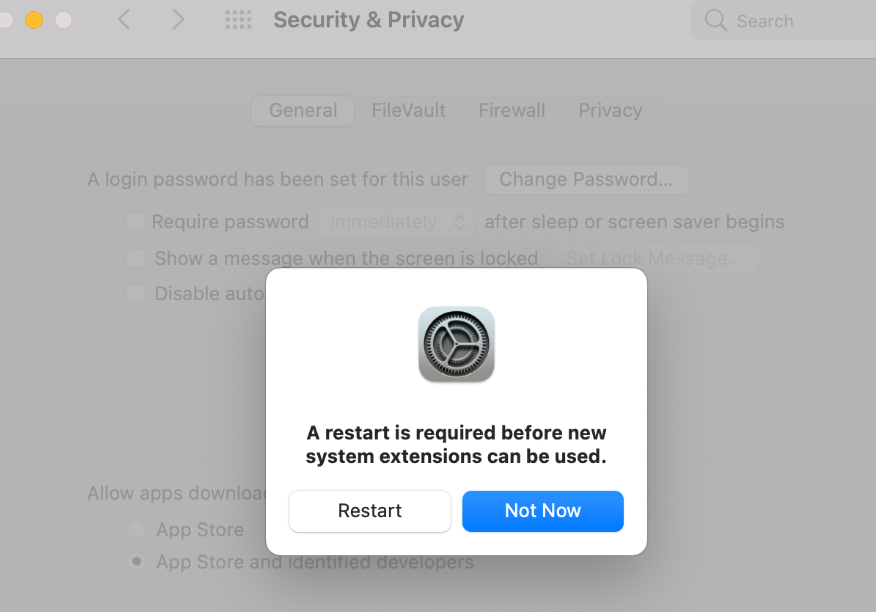 Security & Privacy
Search
General
FileVault
Firewall
Privacy
A login password has been set for this user
Change Password...
Require password
immediately
after sleep or screen saver begins
Show a message when the screen is locked
Set Lock Message...
Disable auto
A restart is required before new
system extensions can be used.
Restart
Not Now
Allow apps downloa
App Store
App Store and identified developers